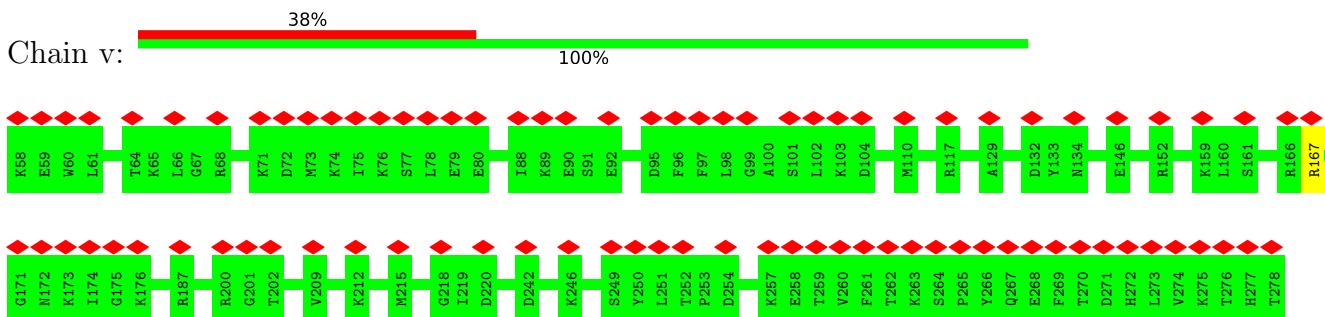 38%
Chain v:
100%
K58 E59 W60 L61 T64 K65 L66 G67 R68 K71 D72 M73 K74 I75 K76 S77 L78 E79 E80 I88 K89 E90 S91 E92 D95 F96 F97 L98 G99 A100 S101 L102 K103 D104 M110 R117 A129 D132 Y133 N134 E146 R152 K159 L160 S161 R166 R167
G171 N172 K173 I174 G175 K176 R187 R200 G201 T202 V209 K212 M215 G218 I219 D220 D242 K246 S249 Y250 L251 T252 P253 D254 K257 E258 T259 V260 F261 T262 K263 S264 P265 Y266 Q267 E268 F269 T270 D271 H272 L273 V274 K275 T276 H277 T278